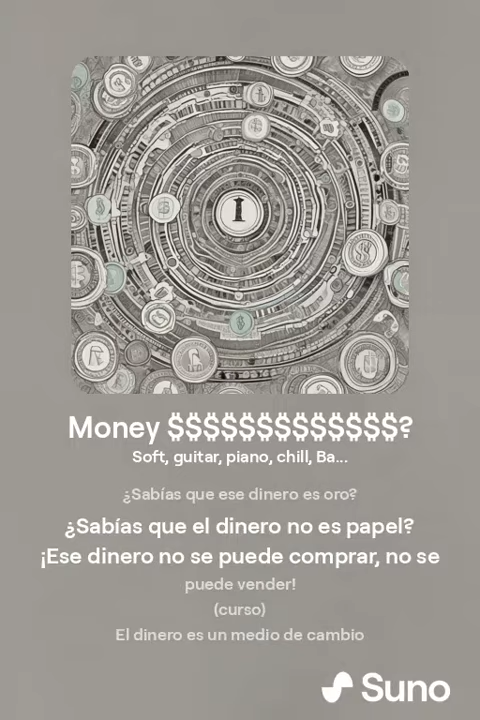 Money $$$$$$$$$$$$$?
Soft, guitar, piano, chill, Ba...
¿Sabías que ese dinero es oro?
¿Sabías que el dinero no es papel?
¡Ese dinero no se puede comprar, no se
puede vender!
(curso)
El dinero es un medio de cambio
Suno